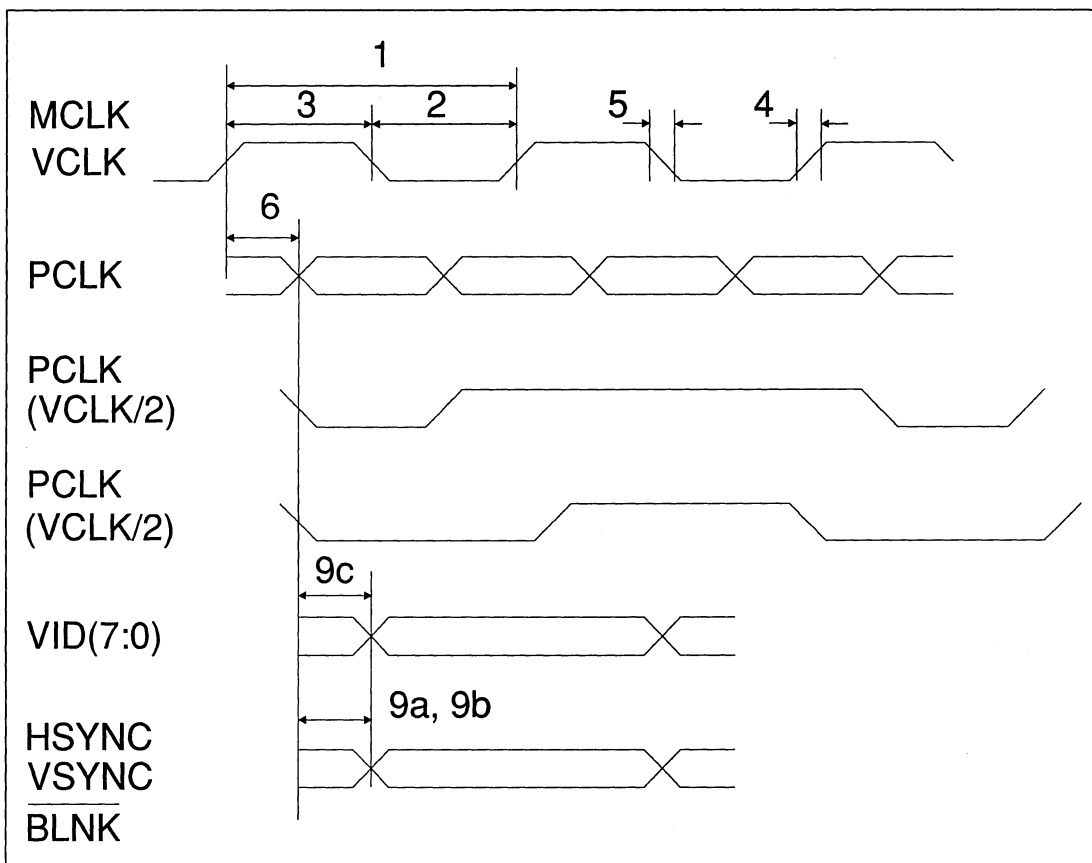 1
3 2 5 4
MCLK
VCLK
6
PCLK
PCLK
(VCLK/2)
PCLK
(VCLK/2)
9c
VID(7:0)
9a, 9b
HSYNC
VSYNC
BLNK